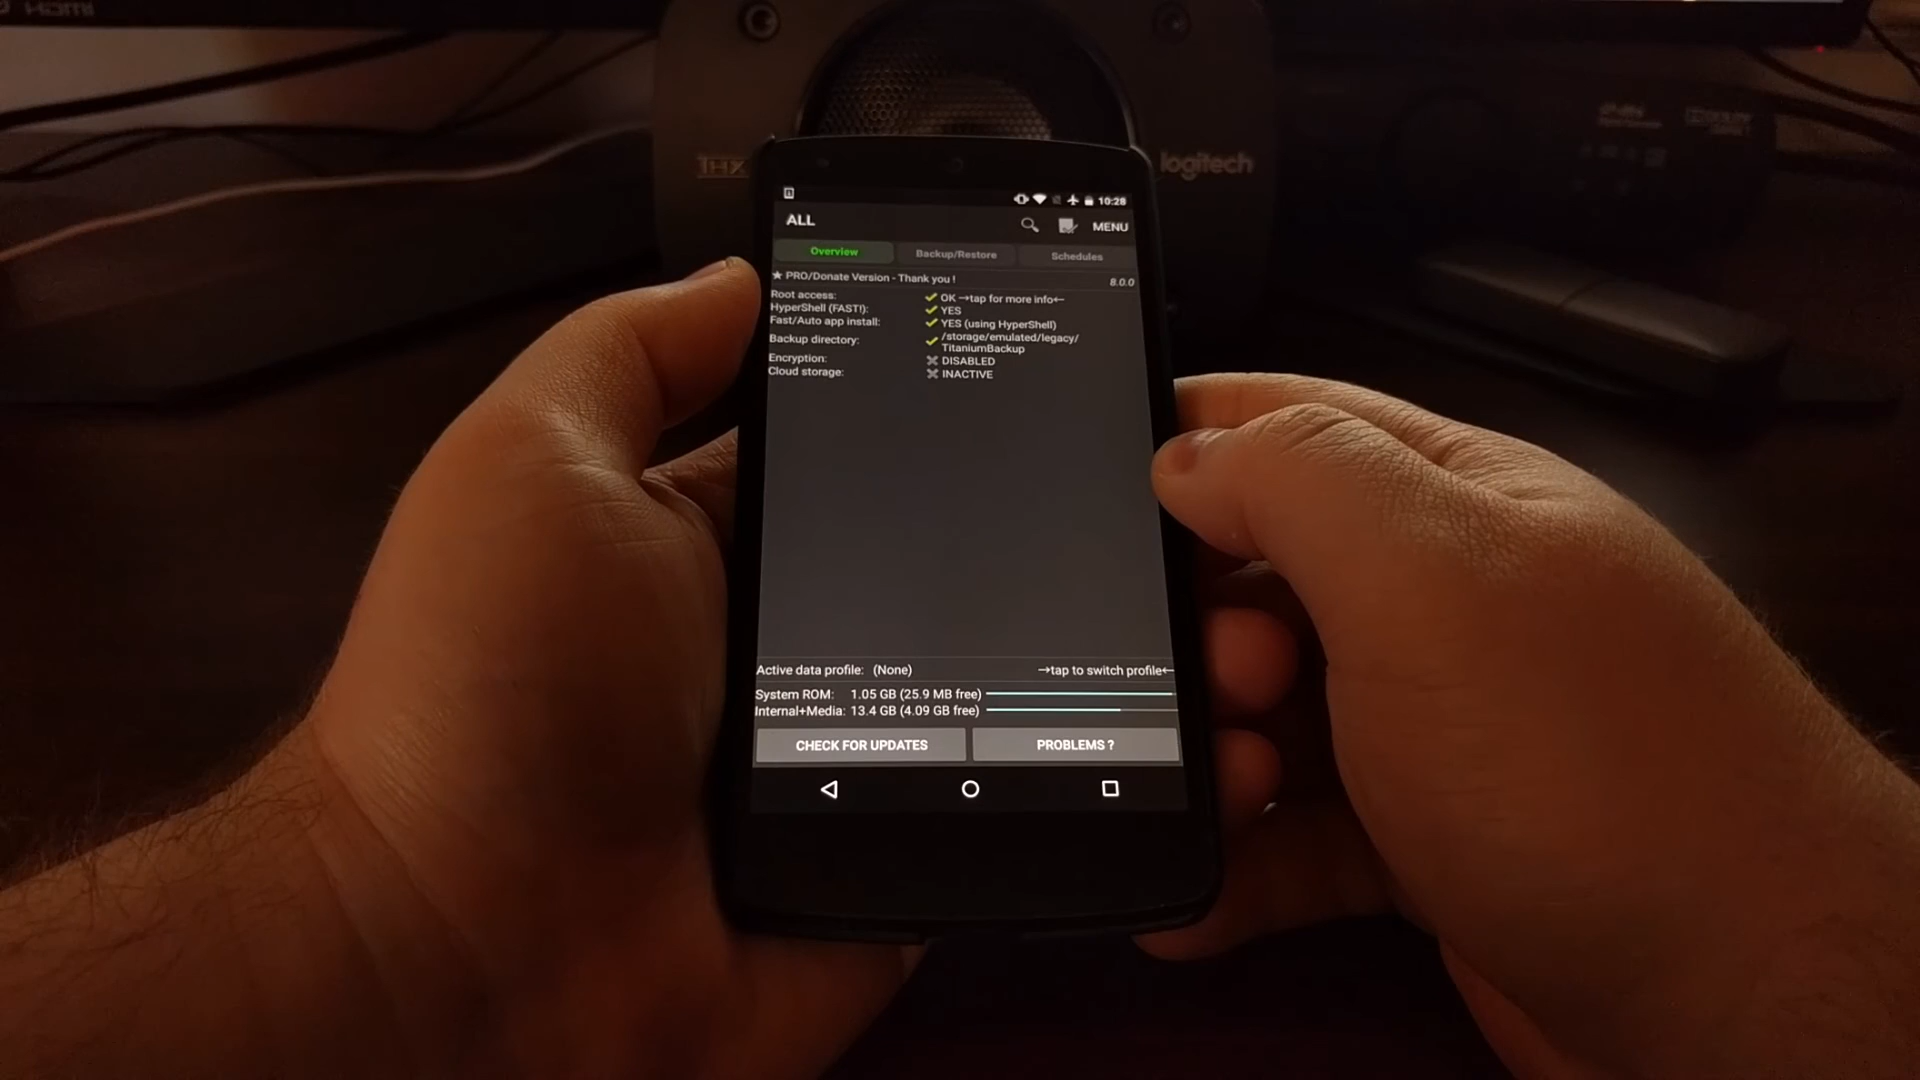 HDMI
THX
logitech
10:28
ALL
MENU
Overview
Backup/Restore
Schedules
★ PRO/Donate Version - Thank you !
8.0.0
Root access: OK →tap for more info←
HyperShell (FAST!): YES
Fast/Auto app install: YES (using HyperShell)
Backup directory: /storage/emulated/legacy/
TitaniumBackup
Encryption: DISABLED
Cloud storage: INACTIVE
Active data profile: (None) →tap to switch profile←
System ROM: 1.05 GB (25.9 MB free)
Internal+Media: 13.4 GB (4.09 GB free)
CHECK FOR UPDATES
PROBLEMS ?